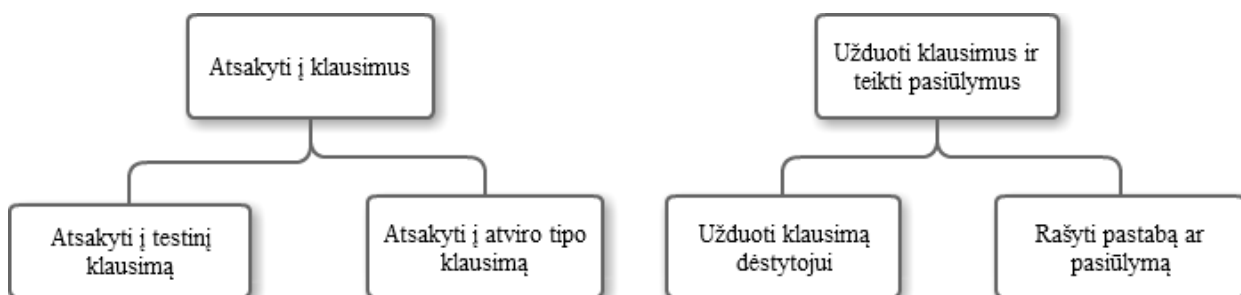 Atsakyti į klausimus
Užduoti klausimus ir
teikti pasiūlymus
Atsakyti į testinį
klausimą
Atsakyti į atviro tipo
klausimą
Užduoti klausimą
dėstytojui
Rašyti pastabą ar
pasiūlymą